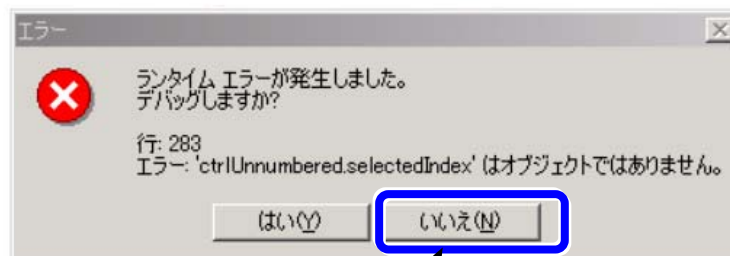 エラー
ランタイム エラーが発生しました。
デバッグしますか?
行: 283
エラー: 'ctrlUnnumbered.selectedIndex' はオブジェクトではありません。
はい(Y) いいえ(N)